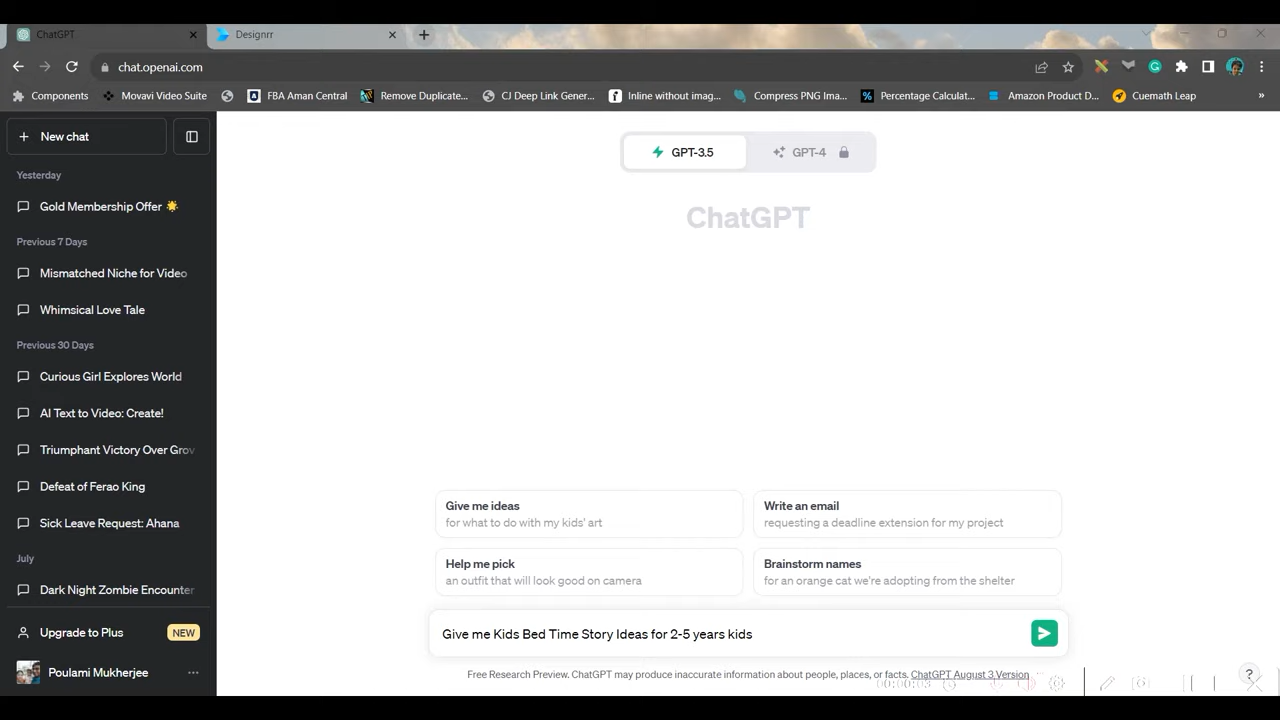 ChatGPT
Designrr
chat.openai.com
Components
Movavi Video Suite
FBA Aman Central
Remove Duplicate...
CJ Deep Link Gener...
Inline without imag...
Compress PNG Ima...
Percentage Calculat...
Amazon Product D...
Cuemath Leap
»
New chat
GPT-3.5
GPT-4
ChatGPT
Yesterday
Gold Membership Offer
Previous 7 Days
Mismatched Niche for Video
Whimsical Love Tale
Previous 30 Days
Curious Girl Explores World
AI Text to Video: Create!
Triumphant Victory Over Grov
Defeat of Ferao King
Sick Leave Request: Ahana
July
Dark Night Zombie Encounter
Upgrade to Plus
NEW
Poulami Mukherjee
Give me ideas
for what to do with my kids' art
Write an email
requesting a deadline extension for my project
Help me pick
an outfit that will look good on camera
Brainstorm names
for an orange cat we're adopting from the shelter
Give me Kids Bed Time Story Ideas for 2-5 years kids
Free Research Preview. ChatGPT may produce inaccurate information about people, places, or facts. ChatGPT August 3 Version
?